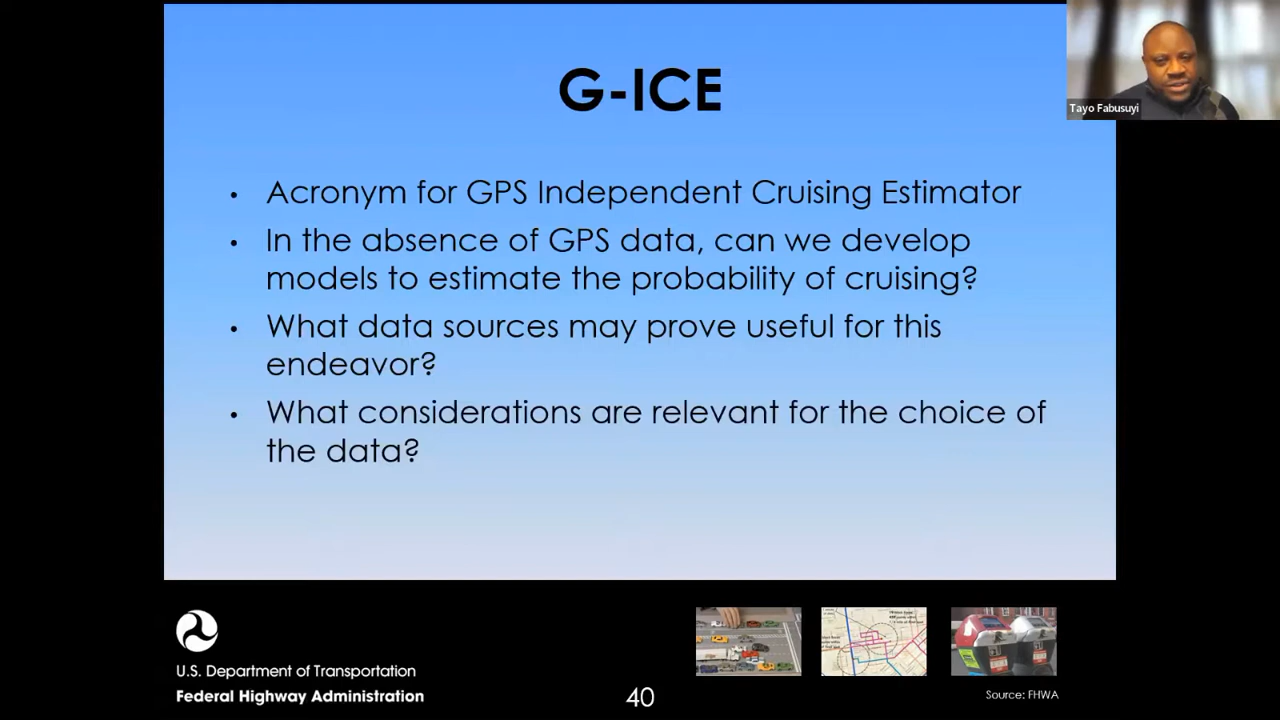 G-ICE
Tayo Fabusuyi
• Acronym for GPS Independent Cruising Estimator
• In the absence of GPS data, can we develop
models to estimate the probability of cruising?
• What data sources may prove useful for this
endeavor?
• What considerations are relevant for the choice of
the data?
U.S. Department of Transportation
Federal Highway Administration
40
Source: FHWA